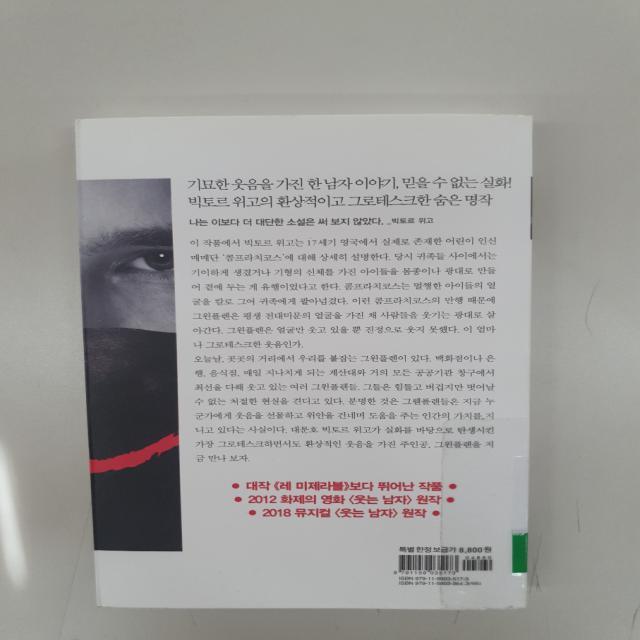 기묘한 웃음을 가진 한 남자 이야기, 믿을 수 없는 실화!
빅토르 위고의 환상적이고 그로테스크한 숨은 명작
나는 이보다 더 대단한 소설은 써 보지 않았다. _빅토르 위고
이 작품에서 빅토르 위고는 17세기 영국에서 실제로 존재한 어린이 인신
매매단 '콤프라치코스'에 대해 상세히 설명한다. 당시 귀족들 사이에서는
기이하게 생겼거나 기형의 신체를 가진 아이들을 몸종이나 광대로 만들
어 곁에 두는 게 유행이었다고 한다. 콤프라치코스는 멀쩡한 아이들의 얼
굴을 칼로 그어 귀족에게 팔아넘겼다. 이런 콤프라치코스의 만행 때문에
그윈플렌은 평생 전대미문의 얼굴을 가진 채 사람들을 웃기는 광대로 살
아간다. 그윈플렌은 얼굴만 웃고 있을 뿐 진정으로 웃지 못했다. 이 얼마
나 그로테스크한 웃음인가.
오늘날, 곳곳의 거리에서 우리를 붙잡는 그윈플렌이 있다. 백화점이나 은
행, 음식점, 매일 지나치게 되는 계산대와 거의 모든 공공기관 창구에서
최선을 다해 웃고 있는 여러 그윈플렌들. 그들은 힘들고 버겁지만 벗어날
수 없는 처절한 현실을 견디고 있다. 분명한 것은 그윈플렌들은 지금 누
군가에게 웃음을 선물하고 위안을 건네며 도움을 주는 인간의 가치를 지
니고 있다는 사실이다. 대문호 빅토르 위고가 실화를 바탕으로 탄생시킨
가장 그로테스크하면서도 환상적인 웃음을 가진 주인공, 그윈플렌을 지
금 만나 보자.
● 대작 《레 미제라블》보다 뛰어난 작품 ●
● 2012 화제의 영화 〈웃는 남자〉 원작 ●
● 2018 뮤지컬 〈웃는 남자〉 원작 ●
특별 한정 보급가 8,800원